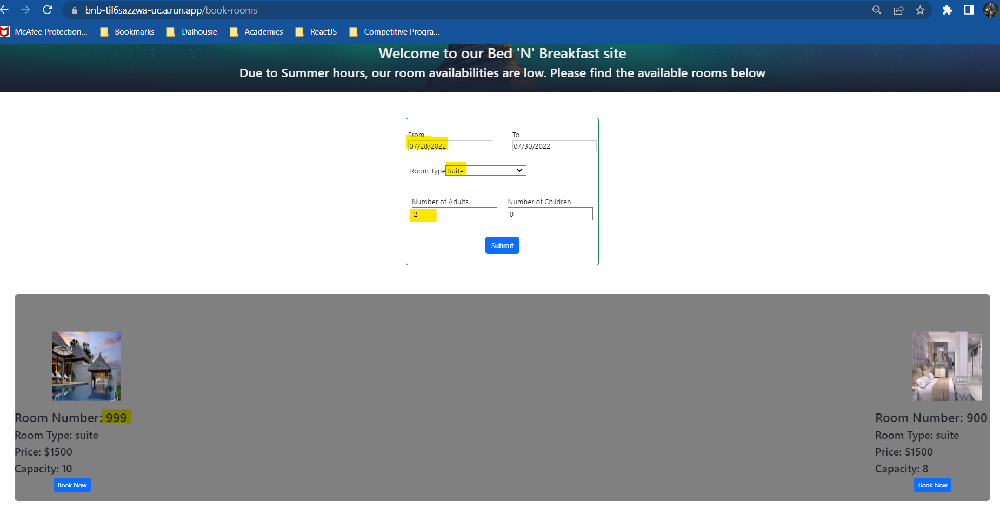 bnb-til6sazzwa-uc.a.run.app/book-rooms
McAfee Protection... Bookmarks Dalhousie Academics ReactJS Competitive Progra...
Welcome to our Bed 'N' Breakfast site
Due to Summer hours, our room availabilities are low. Please find the available rooms below
From To
07/28/2022 07/30/2022
Room Type Suite
Number of Adults Number of Children
2 0
Submit
Room Number: 999
Room Type: suite
Price: $1500
Capacity: 10
Book Now
Room Number: 900
Room Type: suite
Price: $1500
Capacity: 8
Book Now